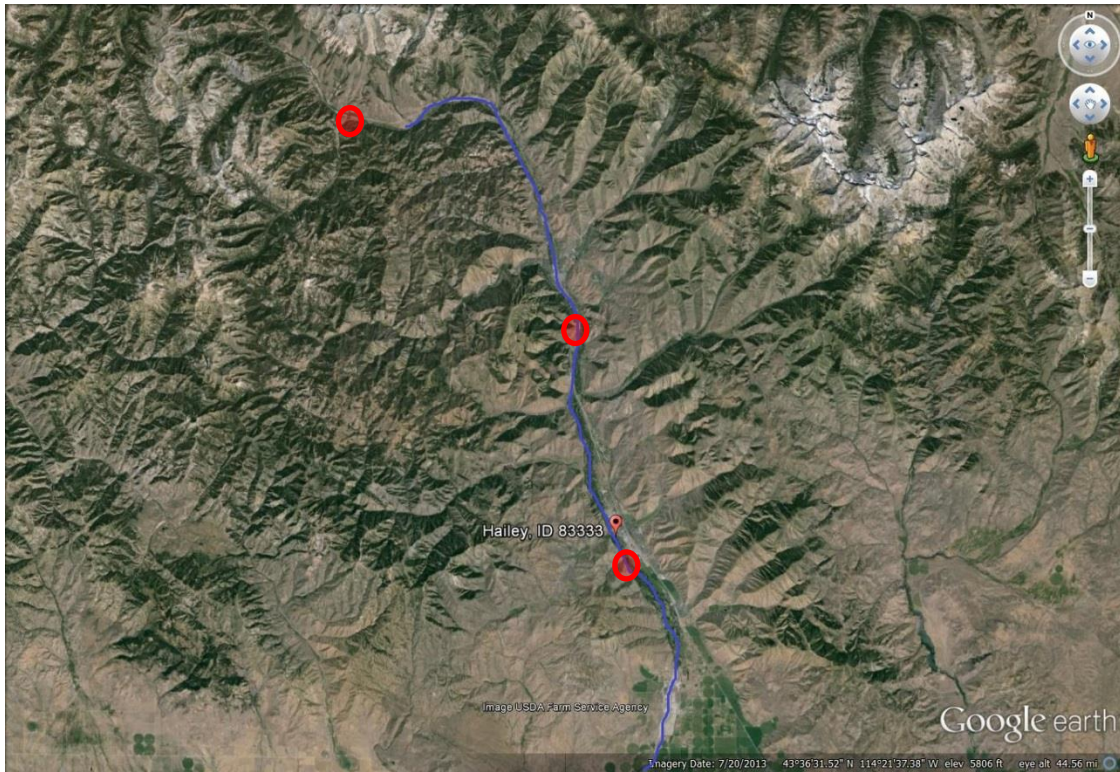 N
Hailey, ID 83333
Image USDA Farm Service Agency
Google earth
Imagery Date: 7/20/2013 43°36'31.52" N 114°21'37.38" W elev 5806 ft eye alt 44.56 mi